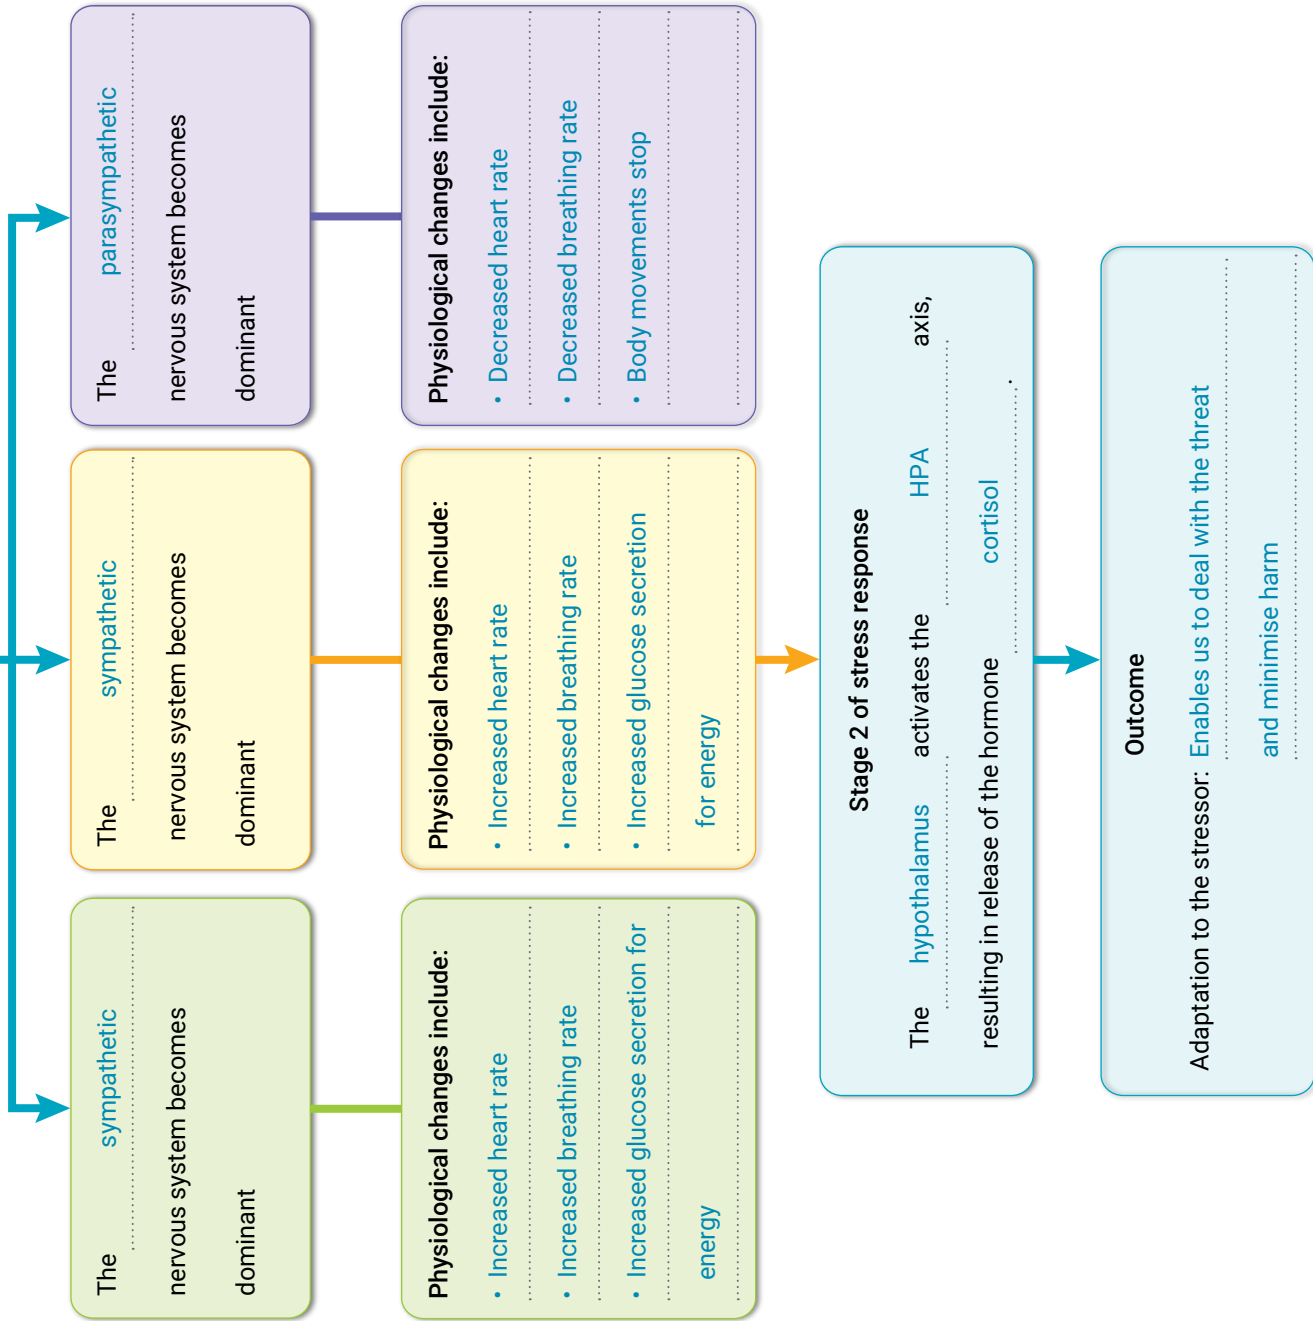 The sympathetic
nervous system becomes
dominant
Physiological changes include:
• Increased heart rate
• Increased breathing rate
• Increased glucose secretion for
energy
The sympathetic
nervous system becomes
dominant
Physiological changes include:
• Increased heart rate
• Increased breathing rate
• Increased glucose secretion
for energy
The parasympathetic
nervous system becomes
dominant
Physiological changes include:
• Decreased heart rate
• Decreased breathing rate
• Body movements stop
Stage 2 of stress response
The hypothalamus activates the HPA axis,
resulting in release of the hormone cortisol.
Outcome
Adaptation to the stressor: Enables us to deal with the threat
and minimise harm